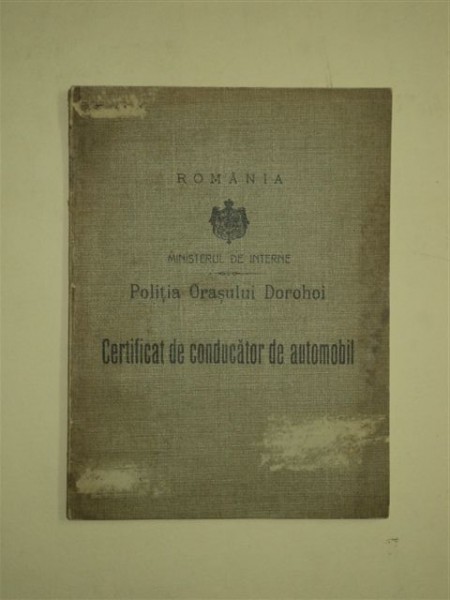 ROMÂNIA
MINISTERUL DE INTERNE
Poliția Orașului Dorohoi
Certificat de conducător de automobil